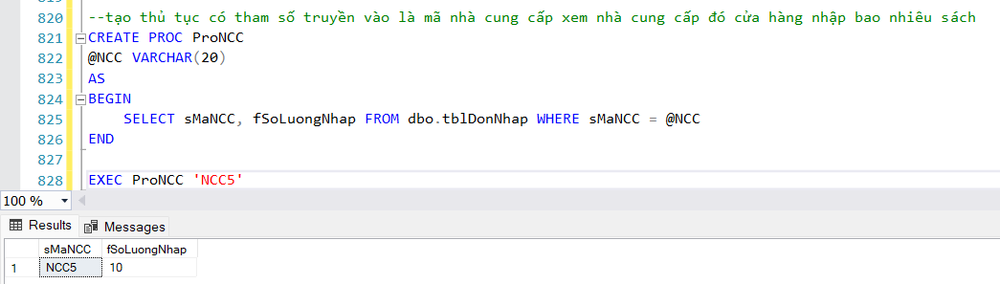 820 --tạo thủ tục có tham số truyền vào là mã nhà cung cấp xem nhà cung cấp đó cửa hàng nhập bao nhiêu sách
821 CREATE PROC ProNCC
822 @NCC VARCHAR(20)
823 AS
824 BEGIN
825 SELECT sMaNCC, fSoLuongNhap FROM dbo.tblDonNhap WHERE sMaNCC = @NCC
826 END
827
828 EXEC ProNCC 'NCC5'
100 %
Results Messages
sMaNCC fSoLuongNhap
1 NCC5 10